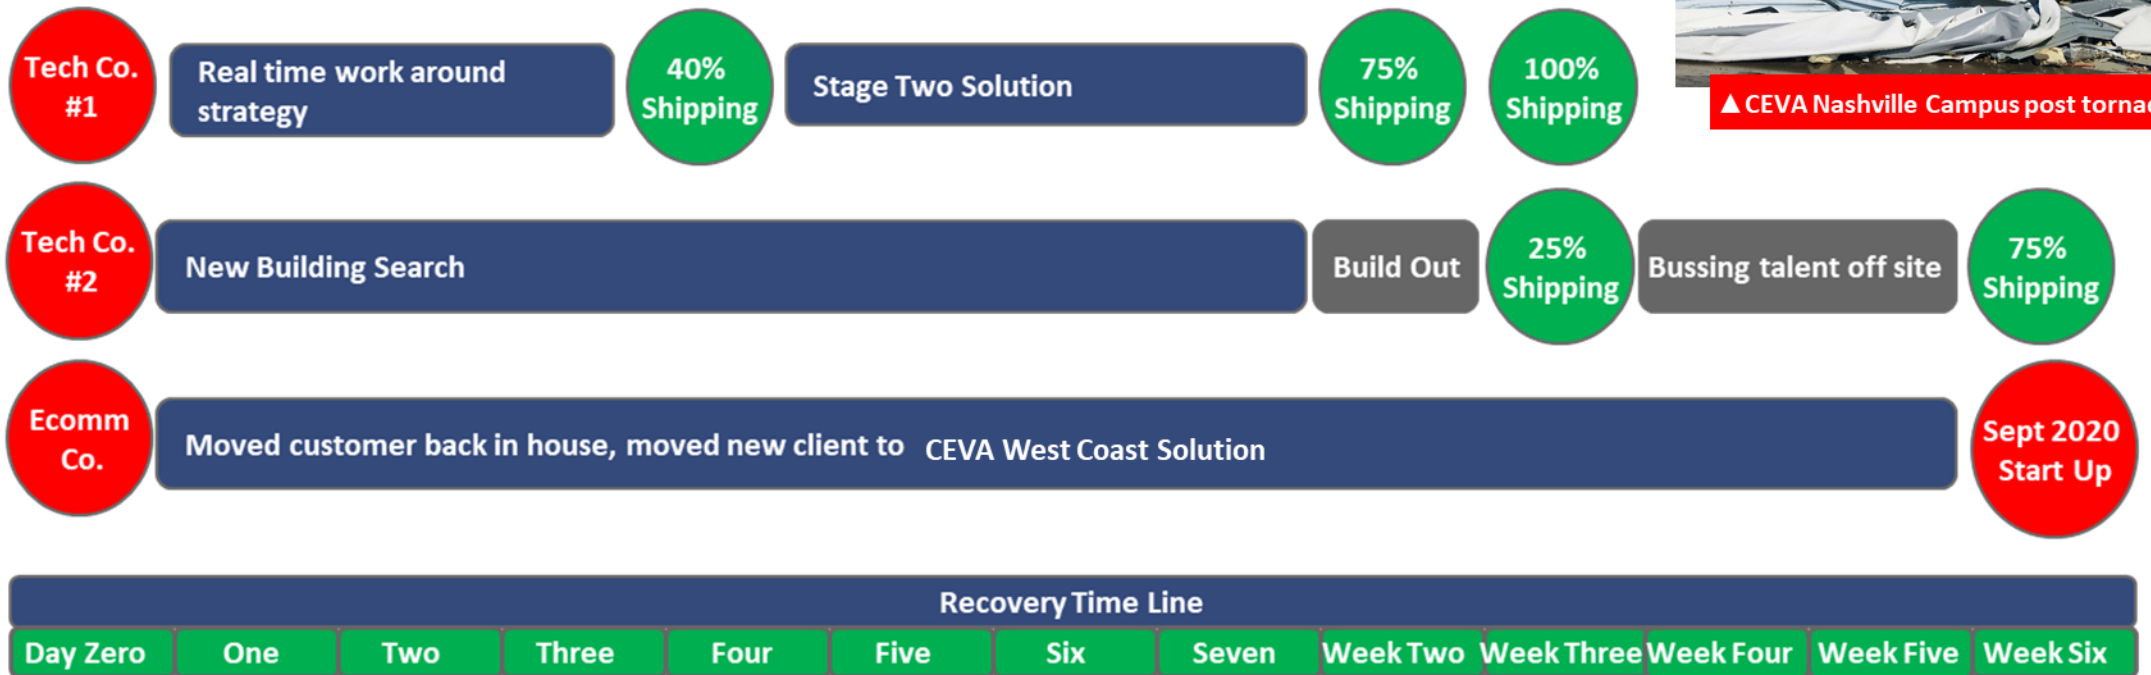 Tech Co.
#1
Real time work around
strategy
40%
Shipping
Stage Two Solution
75%
Shipping
100%
Shipping
▲CEVA Nashville Campus post
Tech Co.
#2
New Building Search
Build Out
25%
Shipping
Bussing talent off site
75%
Shipping
Ecomm
Co.
Moved customer back in house, moved new client to CEVA West Coast Solution
Sept 2020
Start Up
Recovery Time Line
Day Zero One Two Three Four Five Six Seven Week Two Week Three Week Four Week Five Week Six